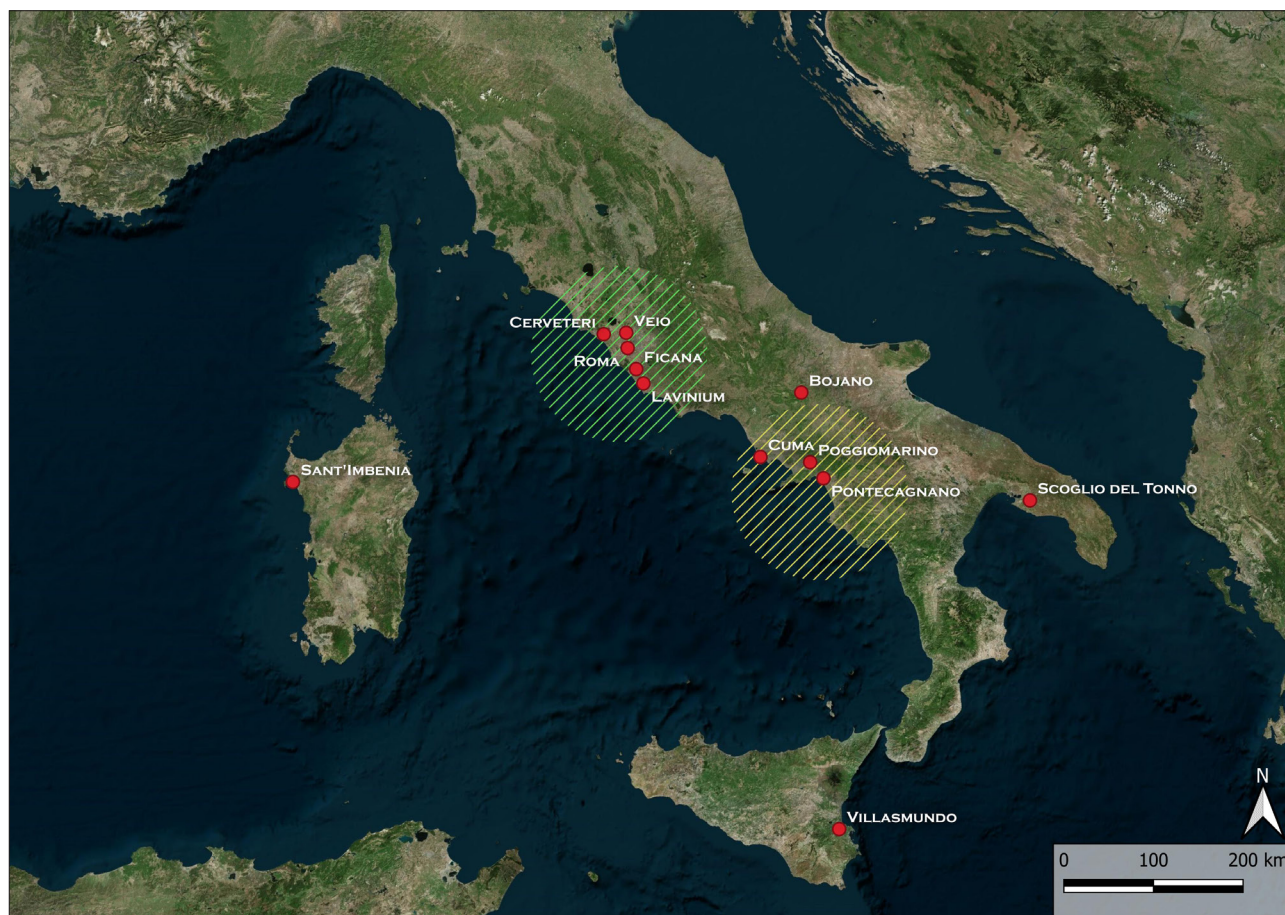 CERVETERI
VEIO
ROMA
FICANA
LAVINIUM
BOJANO
CUMA
POGGIOMARINO
PONTECAGNANO
SANT'IMBENIA
SCOGLIO DEL TONNO
VILLASMUNDO
N
0 100 200 km